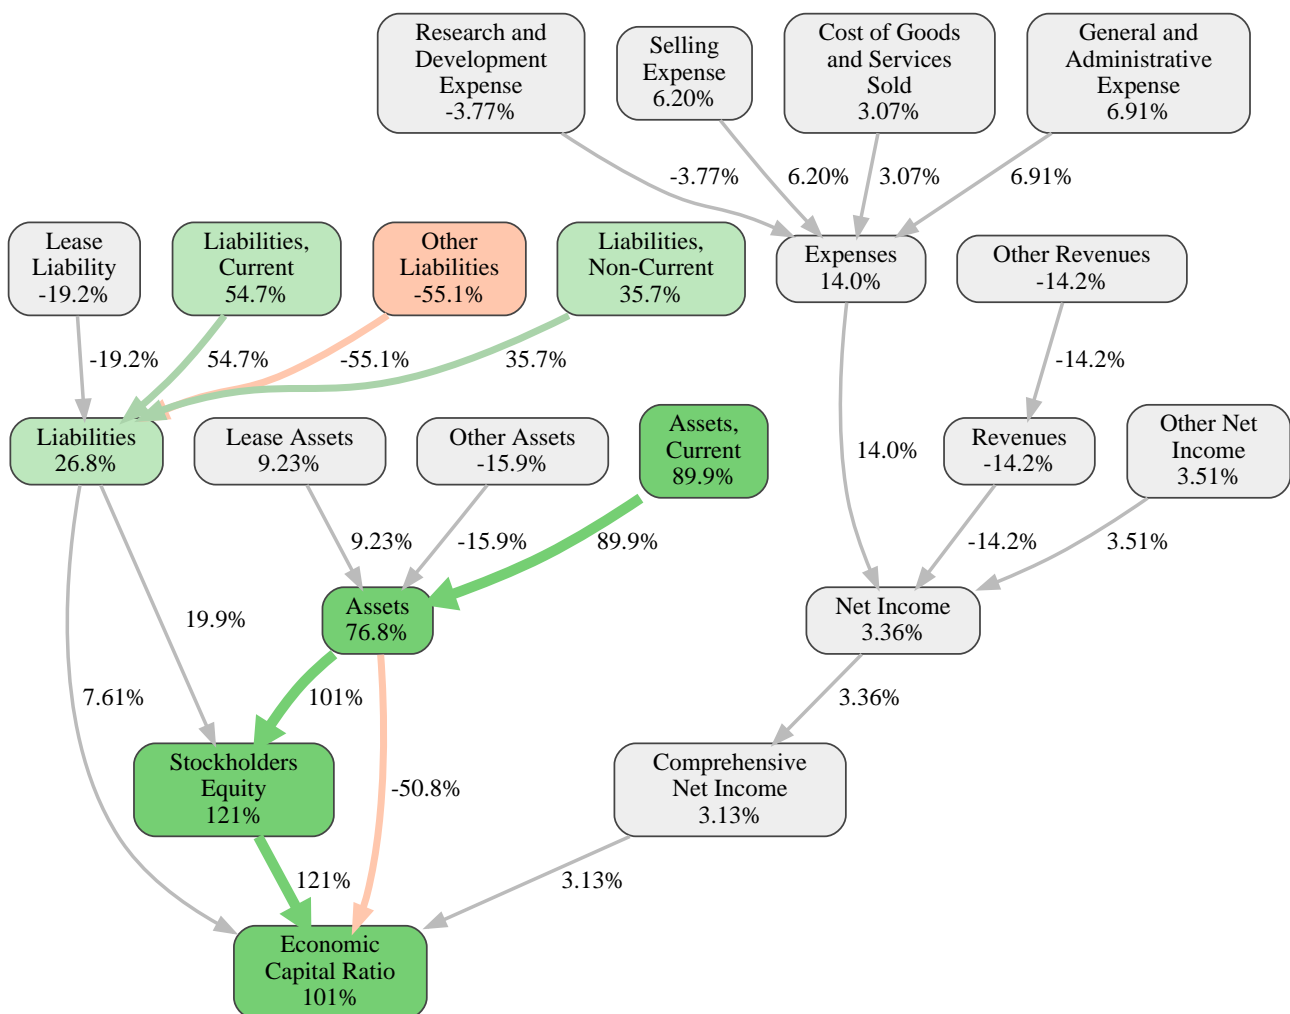 Research and
Development
Expense
-3.77%
Selling
Expense
6.20%
Cost of Goods
and Services
Sold
3.07%
General and
Administrative
Expense
6.91%
-3.77%
6.20%
3.07%
6.91%
Lease
Liability
-19.2%
Liabilities,
Current
54.7%
Other
Liabilities
-55.1%
Liabilities,
Non-Current
35.7%
Expenses
14.0%
Other Revenues
-14.2%
-19.2%
54.7%
-55.1%
35.7%
-14.2%
Liabilities
26.8%
Lease Assets
9.23%
Other Assets
-15.9%
Assets,
Current
89.9%
14.0%
Revenues
-14.2%
Other Net
Income
3.51%
9.23%
-15.9%
89.9%
-14.2%
3.51%
19.9%
Assets
76.8%
Net Income
3.36%
7.61%
101%
3.36%
Stockholders
Equity
121%
-50.8%
Comprehensive
Net Income
3.13%
121%
3.13%
Economic
Capital Ratio
101%